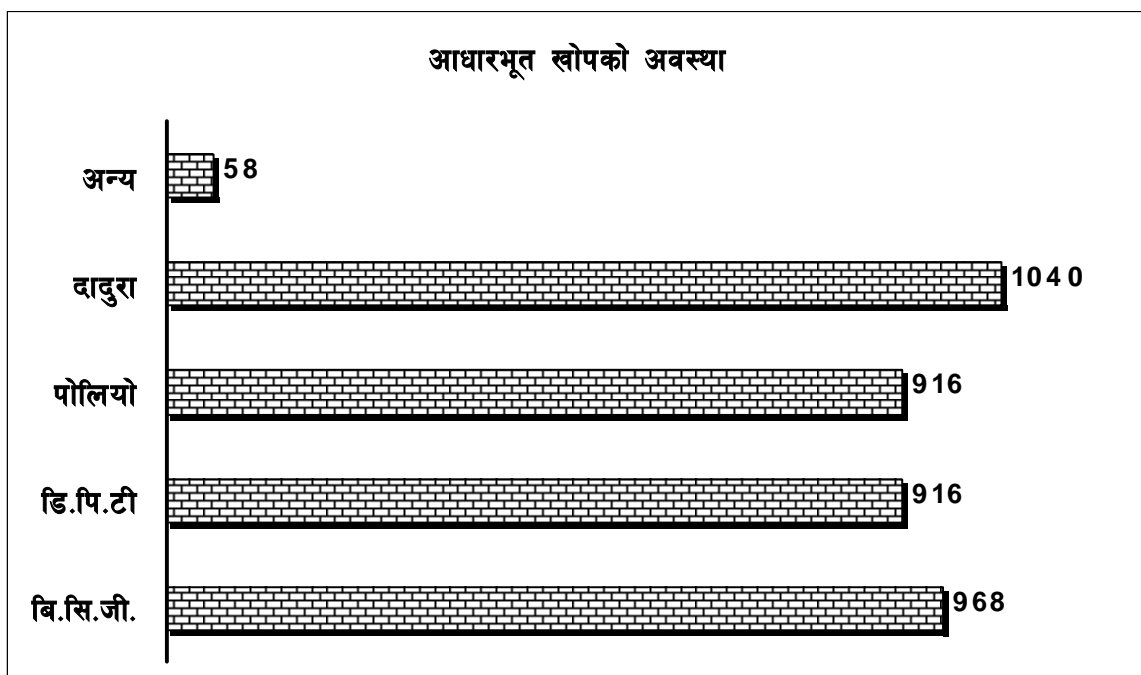 आधारभूत खोपको अवस्था
अन्य 58
दादुरा 1040
पोलियो 916
डि.पि.टी 916
बि.सि.जी. 968